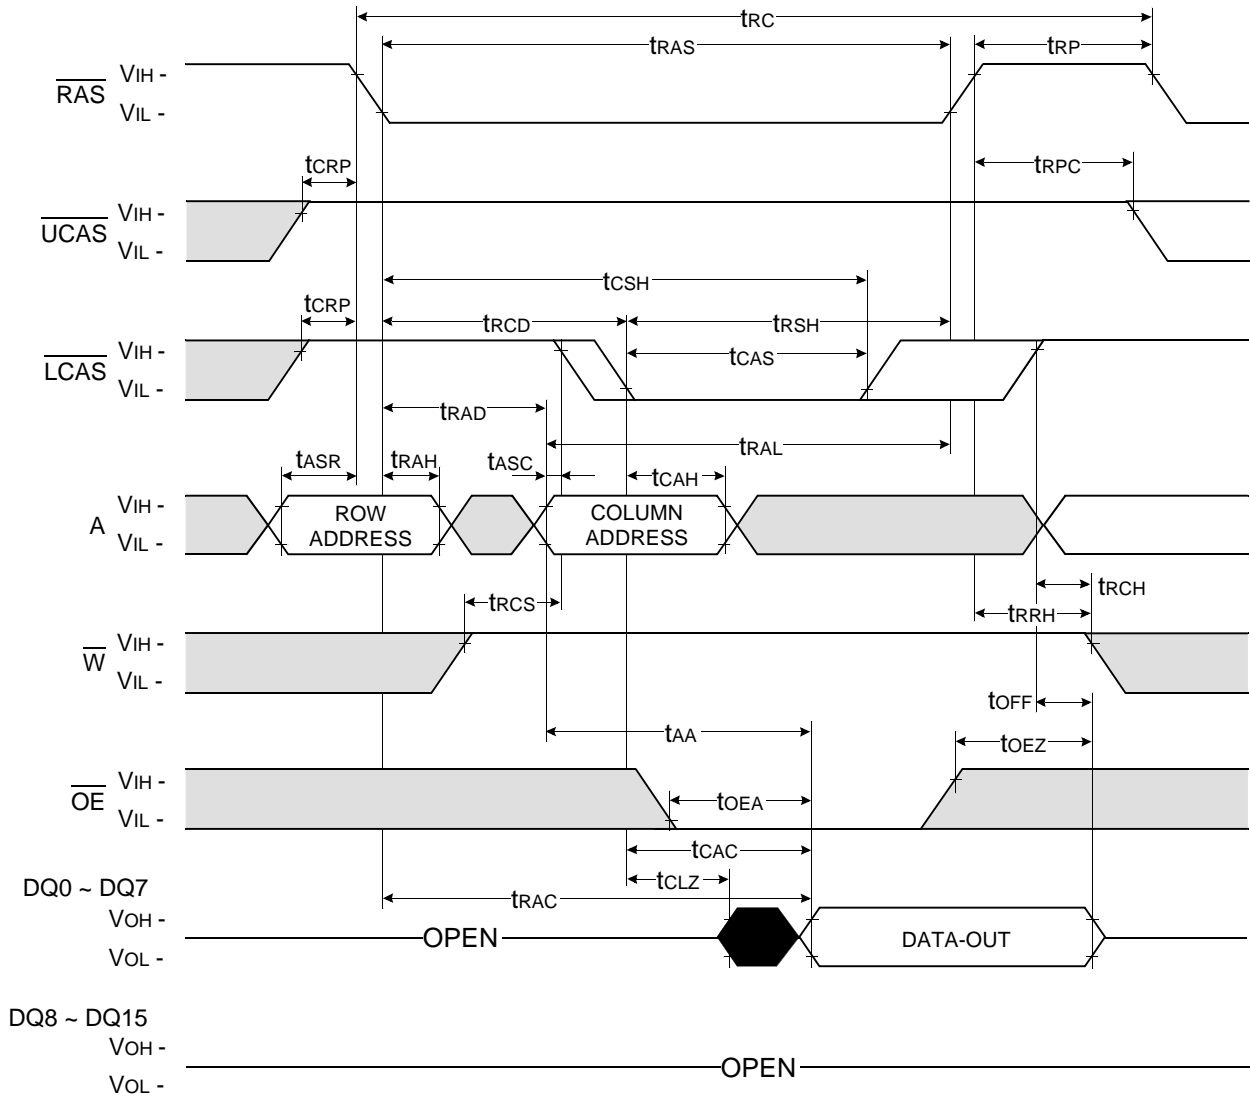 tRC
tRAS
tRP
RAS
VIH -
VIL -
tCRP
tRPC
UCAS
VIH -
VIL -
tCSH
tCRP
tRCD
tRSH
LCAS
VIH -
VIL -
tCAS
tRAD
tRAL
tASR
tRAH
tASC
tCAH
A
VIH -
VIL -
ROW
ADDRESS
COLUMN
ADDRESS
tRCS
tRCH
tRRH
W
VIH -
VIL -
tOFF
tAA
tOEZ
OE
VIH -
VIL -
tOEA
tCAC
tCLZ
tRAC
DQ0 ~ DQ7
VOH -
VOL -
OPEN
DATA-OUT
DQ8 ~ DQ15
VOH -
VOL -
OPEN